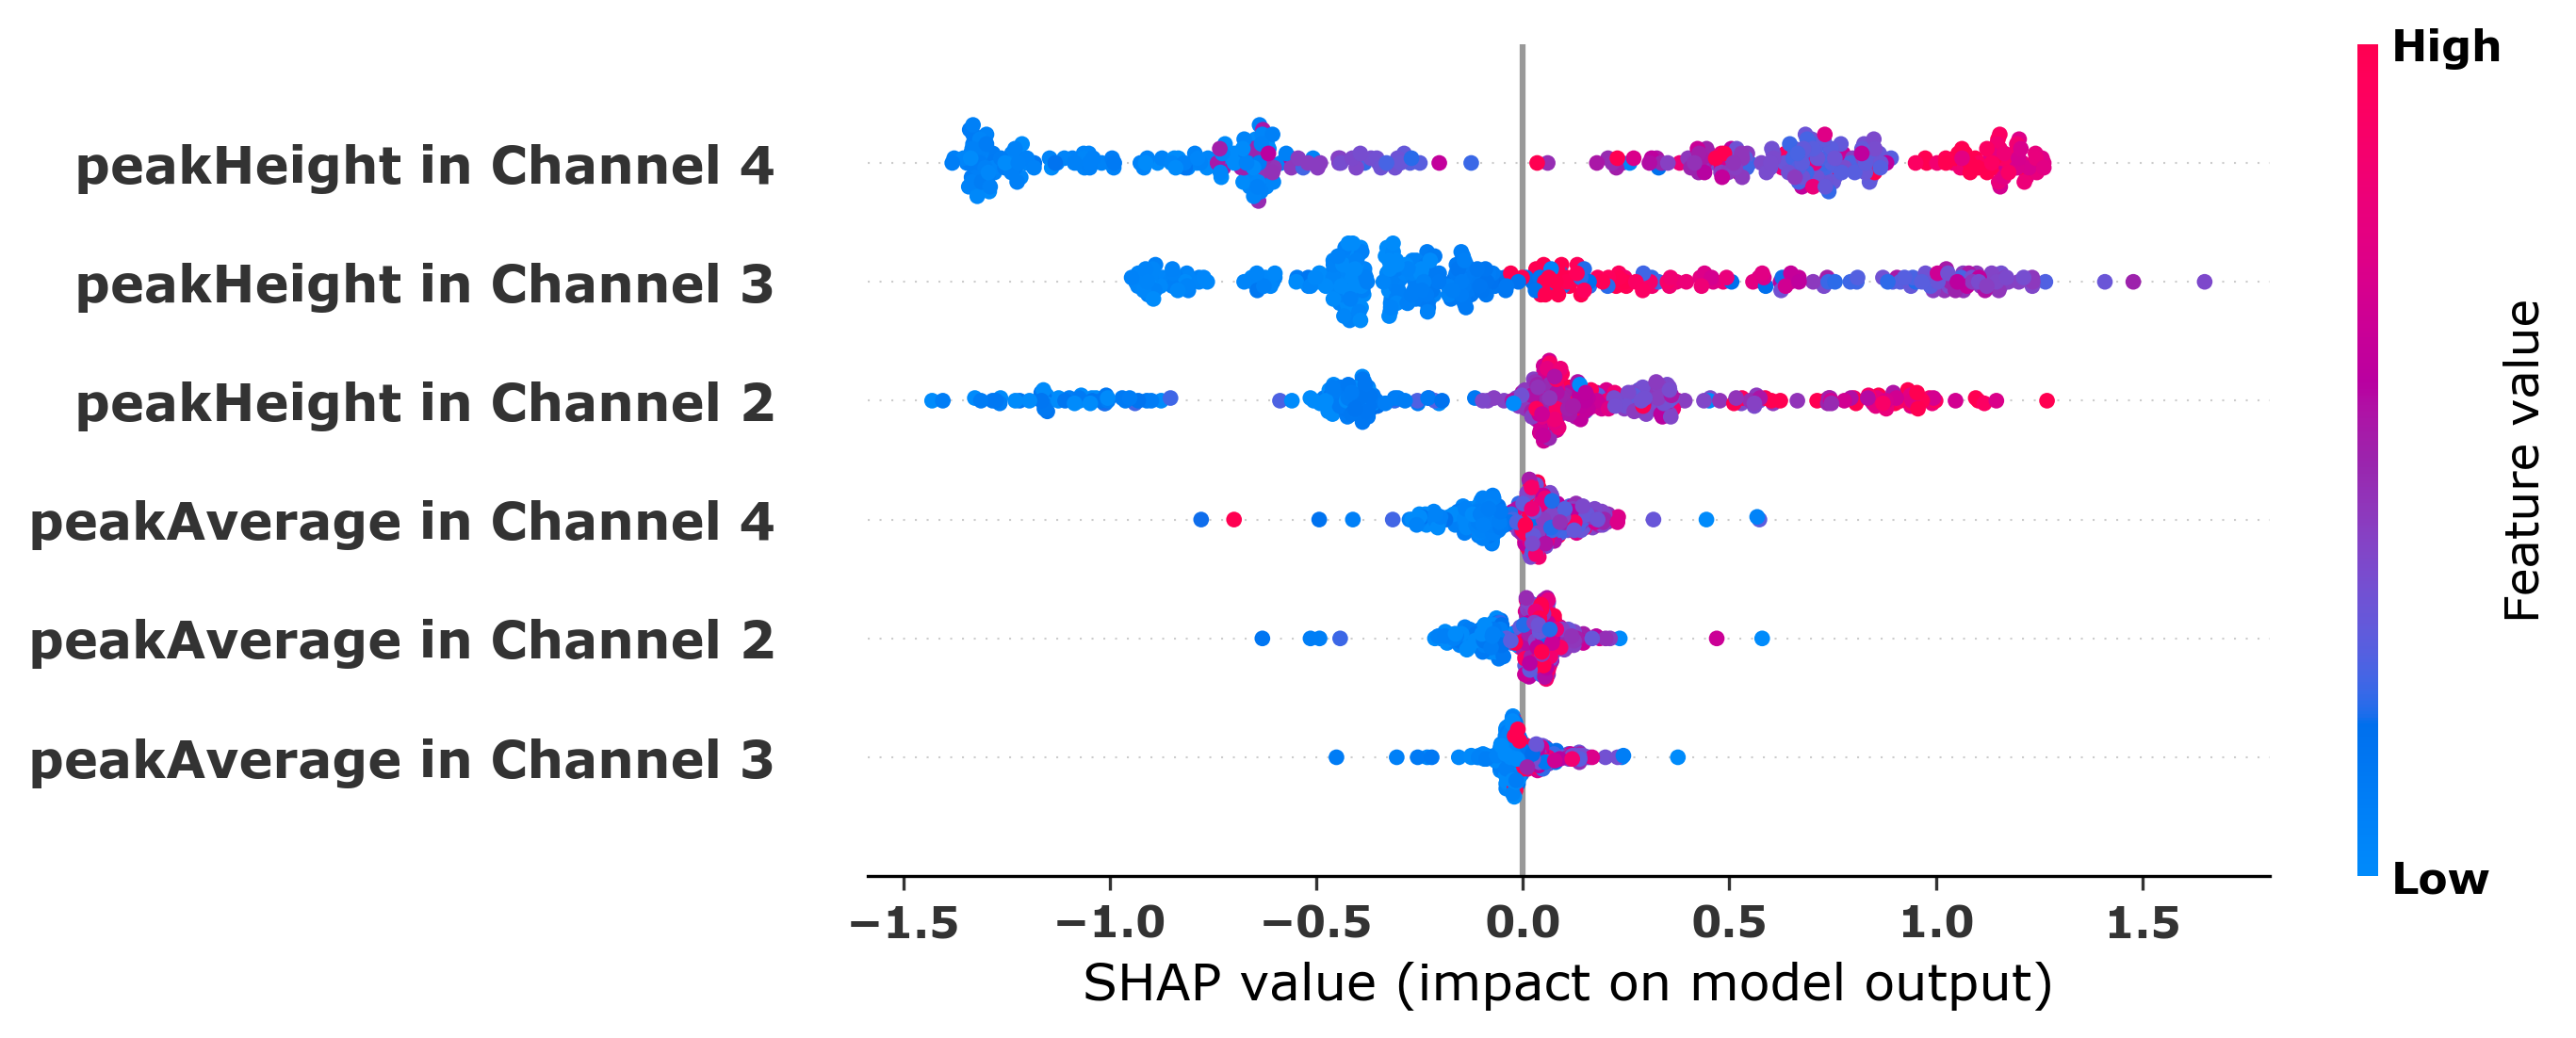 High
peakHeight in Channel 4
peakHeight in Channel 3
peakHeight in Channel 2
peakAverage in Channel 4
peakAverage in Channel 2
peakAverage in Channel 3
Feature value
Low
−1.5 −1.0 −0.5 0.0 0.5 1.0 1.5
SHAP value (impact on model output)